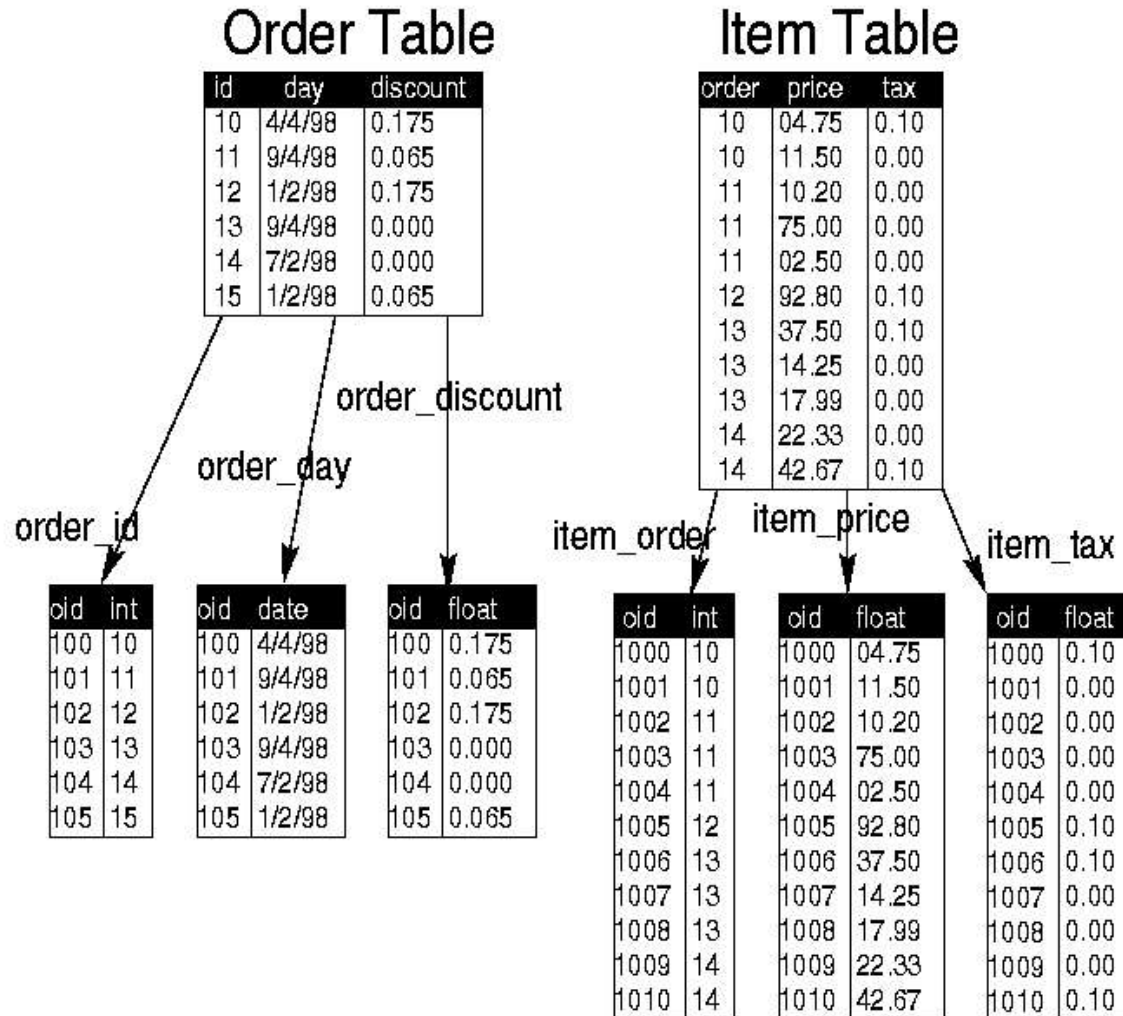 Order Table
id day discount
10 4/4/98 0.175
11 9/4/98 0.065
12 1/2/98 0.175
13 9/4/98 0.000
14 7/2/98 0.000
15 1/2/98 0.065
Item Table
order price tax
10 04.75 0.10
10 11.50 0.00
11 10.20 0.00
11 75.00 0.00
11 02.50 0.00
12 92.80 0.10
13 37.50 0.10
13 14.25 0.00
13 17.99 0.00
14 22.33 0.00
14 42.67 0.10
order_id
order_day
order_discount
item_order
item_price
item_tax
oid int
100 10
101 11
102 12
103 13
104 14
105 15
oid date
100 4/4/98
101 9/4/98
102 1/2/98
103 9/4/98
104 7/2/98
105 1/2/98
oid float
100 0.175
101 0.065
102 0.175
103 0.000
104 0.000
105 0.065
oid int
1000 10
1001 10
1002 11
1003 11
1004 11
1005 12
1006 13
1007 13
1008 13
1009 14
1010 14
oid float
1000 04.75
1001 11.50
1002 10.20
1003 75.00
1004 02.50
1005 92.80
1006 37.50
1007 14.25
1008 17.99
1009 22.33
1010 42.67
oid float
1000 0.10
1001 0.00
1002 0.00
1003 0.00
1004 0.00
1005 0.10
1006 0.10
1007 0.00
1008 0.00
1009 0.00
1010 0.10